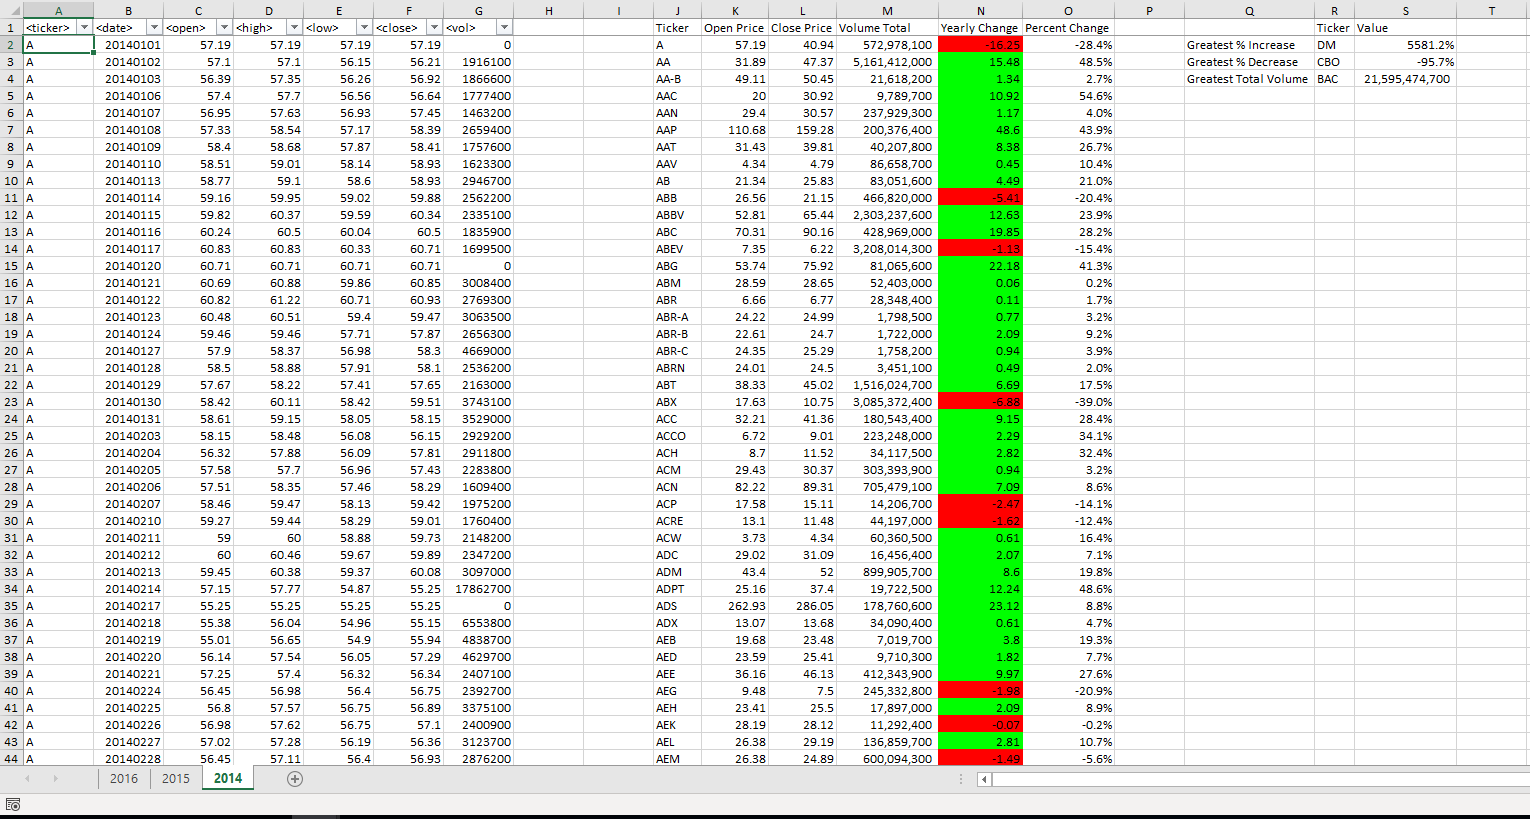 A B C D E F G H I J K L M N O P Q R S T
1 <ticker> <date> <open> <high> <low> <close> <vol> Ticker Open Price Close Price Volume Total Yearly Change Percent Change Ticker Value
2 A 20140101 57.19 57.19 57.19 57.19 0 A 57.19 40.94 572,978,100 -16.25 -28.4% Greatest % Increase DM 5581.2%
3 A 20140102 57.1 57.1 56.15 56.21 1916100 AA 31.89 47.37 5,161,412,000 15.48 48.5% Greatest % Decrease CBO -95.7%
4 A 20140103 56.39 57.35 56.26 56.92 1866600 AA-B 49.11 50.45 21,618,200 1.34 2.7% Greatest Total Volume BAC 21,595,474,700
5 A 20140106 57.4 57.7 56.56 56.64 1777400 AAC 20 30.92 9,789,700 10.92 54.6%
6 A 20140107 56.95 57.63 56.93 57.45 1463200 AAN 29.4 30.57 237,929,300 1.17 4.0%
7 A 20140108 57.33 58.54 57.17 58.39 2659400 AAP 110.68 159.28 200,376,400 48.6 43.9%
8 A 20140109 58.4 58.68 57.87 58.41 1757600 AAT 31.43 39.81 40,207,800 8.38 26.7%
9 A 20140110 58.51 59.01 58.14 58.93 1623300 AAV 4.34 4.79 86,658,700 0.45 10.4%
10 A 20140113 58.77 59.1 58.6 58.93 2946700 AB 21.34 25.83 83,051,600 4.49 21.0%
11 A 20140114 59.16 59.95 59.02 59.88 2562200 ABB 26.56 21.15 466,820,000 -5.41 -20.4%
12 A 20140115 59.82 60.37 59.59 60.34 2335100 ABBV 52.81 65.44 2,303,237,600 12.63 23.9%
13 A 20140116 60.24 60.5 60.04 60.5 1835900 ABC 70.31 90.16 428,969,000 19.85 28.2%
14 A 20140117 60.83 60.83 60.33 60.71 1699500 ABEV 7.35 6.22 3,208,014,300 -1.13 -15.4%
15 A 20140120 60.71 60.71 60.71 60.71 0 ABG 53.74 75.92 81,065,600 22.18 41.3%
16 A 20140121 60.69 60.88 59.86 60.85 3008400 ABM 28.59 28.65 52,403,000 0.06 0.2%
17 A 20140122 60.82 61.22 60.71 60.93 2769300 ABR 6.66 6.77 28,348,400 0.11 1.7%
18 A 20140123 60.48 60.51 59.4 59.47 3063500 ABR-A 24.22 24.99 1,798,500 0.77 3.2%
19 A 20140124 59.46 59.46 57.71 57.87 2656300 ABR-B 22.61 24.7 1,722,000 2.09 9.2%
20 A 20140127 57.9 58.37 56.98 58.3 4669000 ABR-C 24.35 25.29 1,758,200 0.94 3.9%
21 A 20140128 58.5 58.88 57.91 58.1 2536200 ABRN 24.01 24.5 3,451,100 0.49 2.0%
22 A 20140129 57.67 58.22 57.41 57.65 2163000 ABT 38.33 45.02 1,516,024,700 6.69 17.5%
23 A 20140130 58.42 60.11 58.42 59.51 3743100 ABX 17.63 10.75 3,085,372,400 -6.88 -39.0%
24 A 20140131 58.61 59.15 58.05 58.15 3529000 ACC 32.21 41.36 180,543,400 9.15 28.4%
25 A 20140203 58.15 58.48 56.08 56.15 2929200 ACCO 6.72 9.01 223,248,000 2.29 34.1%
26 A 20140204 56.32 57.88 56.09 57.81 2911800 ACH 8.7 11.52 34,117,500 2.82 32.4%
27 A 20140205 57.58 57.7 56.96 57.43 2283800 ACM 29.43 30.37 303,393,900 0.94 3.2%
28 A 20140206 57.51 58.35 57.46 58.29 1609400 ACN 82.22 89.31 705,479,100 7.09 8.6%
29 A 20140207 58.46 59.47 58.13 59.42 1975200 ACP 17.58 15.11 14,206,700 -2.47 -14.1%
30 A 20140210 59.27 59.44 58.29 59.01 1760400 ACRE 13.1 11.48 44,197,000 -1.62 -12.4%
31 A 20140211 59 60 58.88 59.73 2148200 ACW 3.73 4.34 60,360,500 0.61 16.4%
32 A 20140212 60 60.46 59.67 59.89 2347200 ADC 29.02 31.09 16,456,400 2.07 7.1%
33 A 20140213 59.45 60.38 59.37 60.08 3097000 ADM 43.4 52 899,905,700 8.6 19.8%
34 A 20140214 57.15 57.77 54.87 55.25 17862700 ADPT 25.16 37.4 19,722,500 12.24 48.6%
35 A 20140217 55.25 55.25 55.25 55.25 0 ADS 262.93 286.05 178,760,600 23.12 8.8%
36 A 20140218 55.38 56.04 54.96 55.15 6553800 ADX 13.07 13.68 34,090,400 0.61 4.7%
37 A 20140219 55.01 56.65 54.9 55.94 4838700 AEB 19.68 23.48 7,019,700 3.8 19.3%
38 A 20140220 56.14 57.54 56.05 57.29 4629700 AED 23.59 25.41 9,710,300 1.82 7.7%
39 A 20140221 57.25 57.4 56.32 56.34 2407100 AEE 36.16 46.13 412,343,900 9.97 27.6%
40 A 20140224 56.45 56.98 56.4 56.75 2392700 AEG 9.48 7.5 245,332,800 -1.98 -20.9%
41 A 20140225 56.8 57.57 56.75 56.89 3375100 AEH 23.41 25.5 17,897,000 2.09 8.9%
42 A 20140226 56.98 57.62 56.75 57.1 2400900 AEK 28.19 28.12 11,292,400 -0.07 -0.2%
43 A 20140227 57.02 57.28 56.19 56.36 3123700 AEL 26.38 29.19 136,859,700 2.81 10.7%
44 A 20140228 56.45 57.11 56.4 56.93 2876200 AEM 26.38 24.89 600,094,300 -1.49 -5.6%
2016 2015 2014